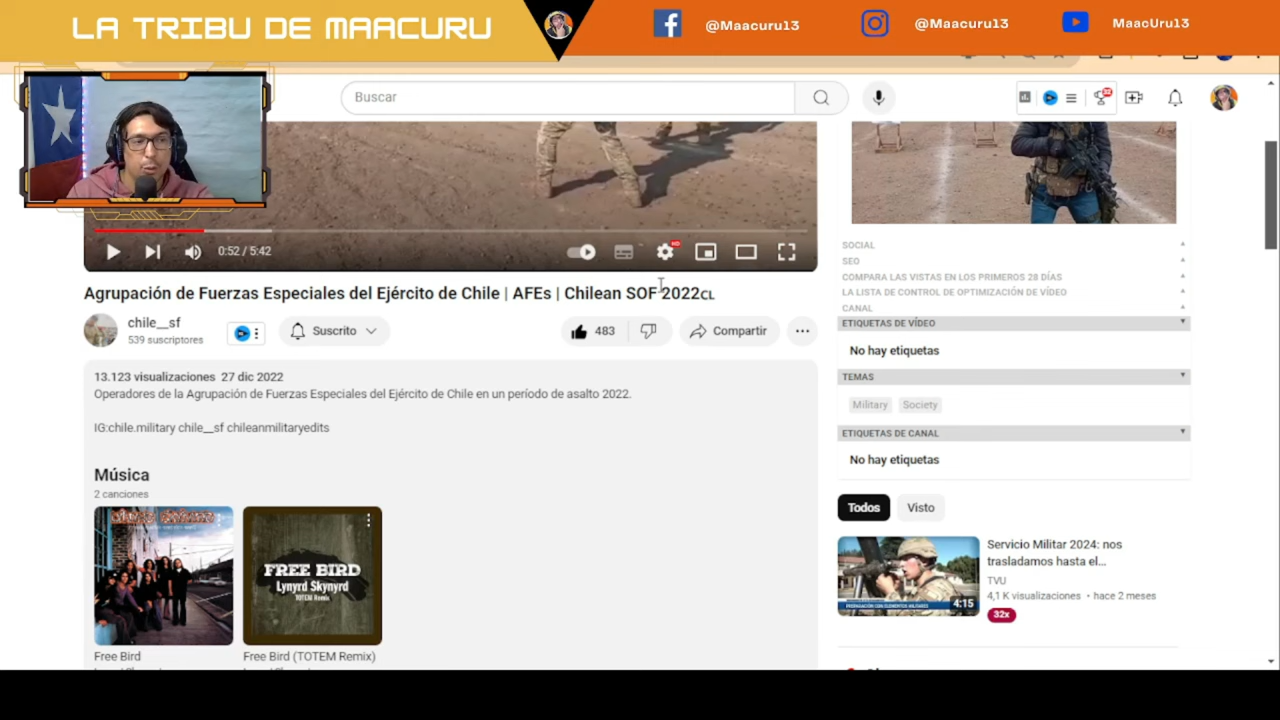 LA TRIBU DE MAACURU
@Maacuru13
@Maacuru13
MaacUru13
Buscar
0:52 / 5:42
HD
Agrupación de Fuerzas Especiales del Ejército de Chile | AFEs | Chilean SOF 2022CL
chile__sf
539 suscriptores
Suscrito
483
Compartir
13.123 visualizaciones 27 dic 2022
Operadores de la Agrupación de Fuerzas Especiales del Ejército de Chile en un período de asalto 2022.
IG:chile.military chile__sf chileanmilitaryedits
Música
2 canciones
FREE BIRD
Lynyrd Skynyrd
TOTEM Remix
Free Bird
Free Bird (TOTEM Remix)
SOCIAL
SEO
COMPARA LAS VISTAS EN LOS PRIMEROS 28 DÍAS
LA LISTA DE CONTROL DE OPTIMIZACIÓN DE VÍDEO
CANAL
ETIQUETAS DE VÍDEO
No hay etiquetas
TEMAS
Military Society
ETIQUETAS DE CANAL
No hay etiquetas
Todos Visto
4:15
Servicio Militar 2024: nos
trasladamos hasta el...
TVU
4,1 K visualizaciones • hace 2 meses
32x